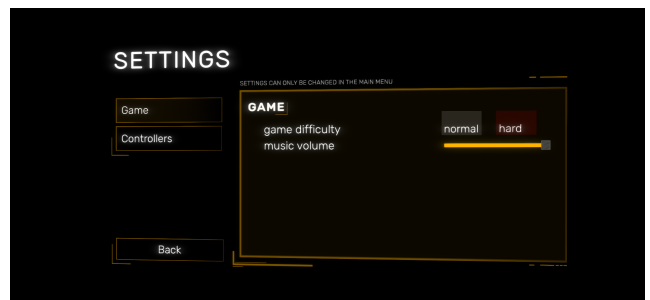 SETTINGS
SETTINGS CAN ONLY BE CHANGED IN THE MAIN MENU
Game
Controllers
Back
GAME
game difficulty normal hard
music volume